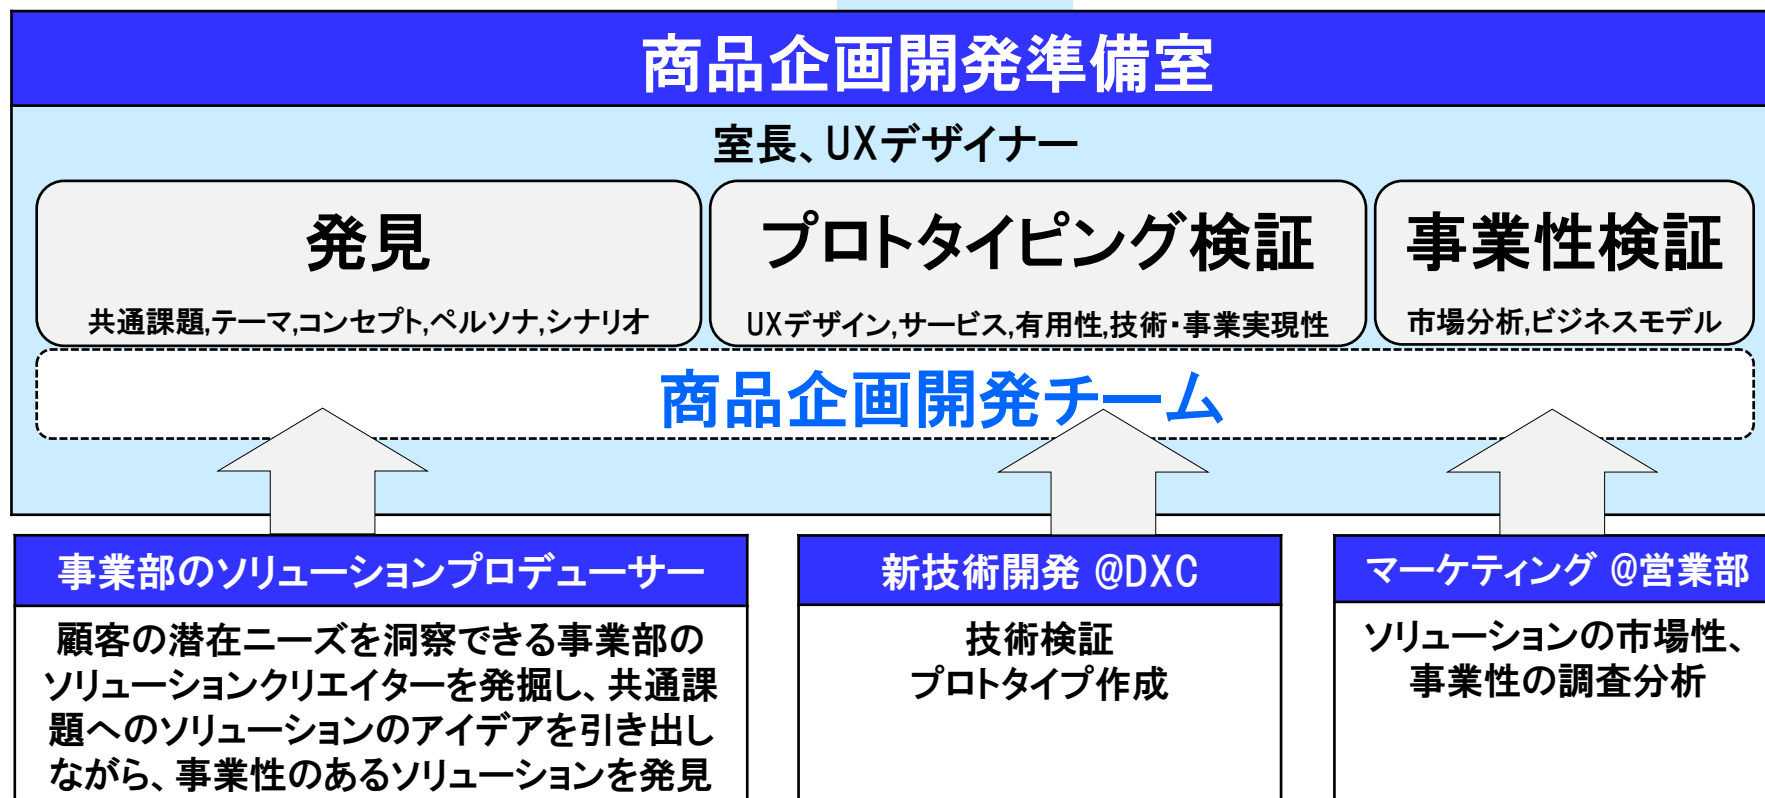 商品企画開発準備室
室長、UXデザイナー
発見
共通課題,テーマ,コンセプト,ペルソナ,シナリオ
プロトタイピング検証
UXデザイン,サービス,有用性,技術・事業実現性
事業性検証
市場分析,ビジネスモデル
商品企画開発チーム
事業部のソリューションプロデューサー
顧客の潜在ニーズを洞察できる事業部の
ソリューションクリエイターを発掘し、共通課
題へのソリューションのアイデアを引き出し
ながら、事業性のあるソリューションを発見
新技術開発 @DXC
技術検証
プロトタイプ作成
マーケティング @営業部
ソリューションの市場性、
事業性の調査分析